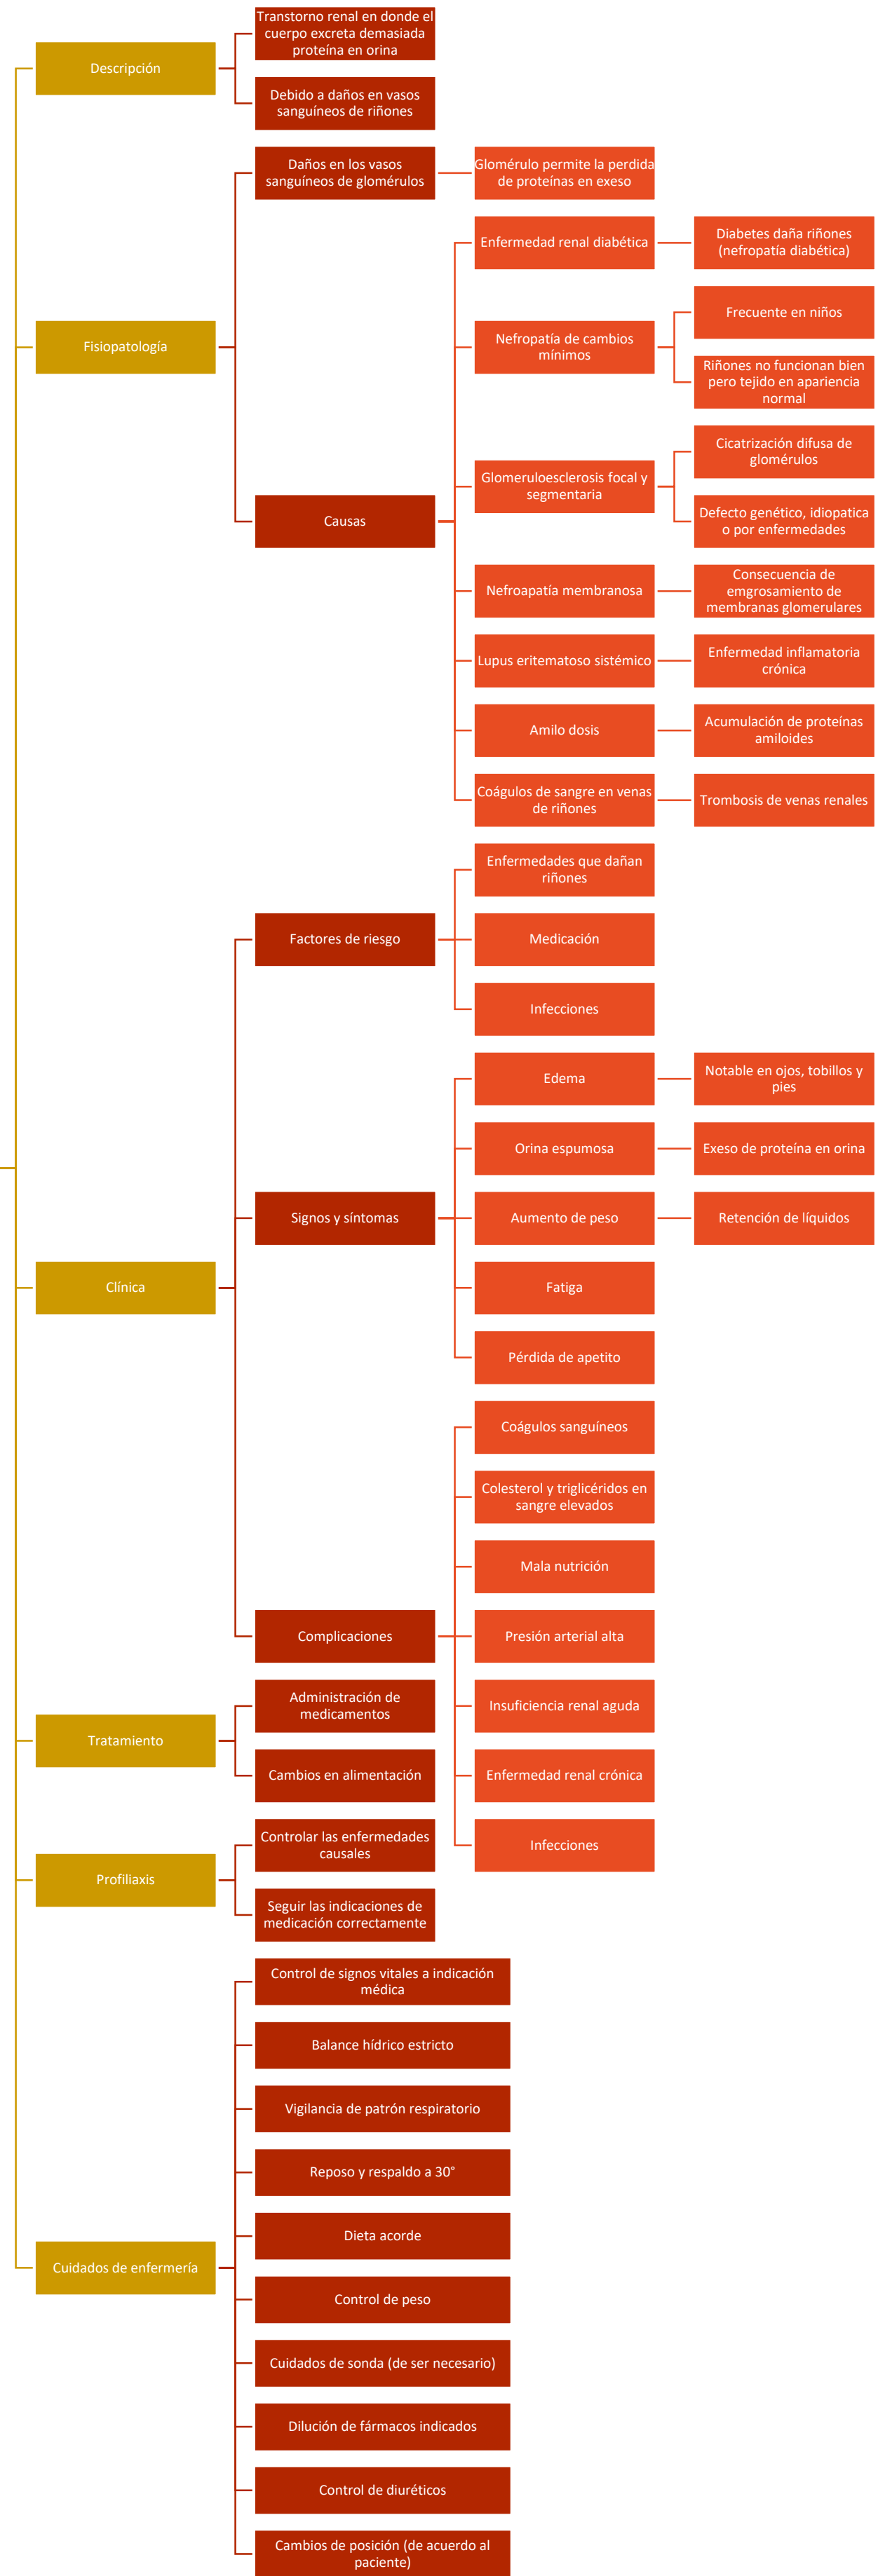 Descripción
Transtorno renal en donde el
cuerpo excreta demasiada
proteína en orina
Debido a daños en vasos
sanguíneos de riñones
Fisiopatología
Daños en los vasos
sanguíneos de glomérulos
Glomérulo permite la perdida
de proteínas en exeso
Causas
Enfermedad renal diabética
Diabetes daña riñones
(nefropatía diabética)
Nefropatía de cambios
mínimos
Frecuente en niños
Riñones no funcionan bien
pero tejido en apariencia
normal
Glomeruloesclerosis focal y
segmentaria
Cicatrización difusa de
glomérulos
Defecto genético, idiopatica
o por enfermedades
Nefroapatía membranosa
Consecuencia de
emgrosamiento de
membranas glomerulares
Lupus eritematoso sistémico
Enfermedad inflamatoria
crónica
Amilo dosis
Acumulación de proteínas
amiloides
Coágulos de sangre en venas
de riñones
Trombosis de venas renales
Clínica
Factores de riesgo
Enfermedades que dañan
riñones
Medicación
Infecciones
Signos y síntomas
Edema
Notable en ojos, tobillos y
pies
Orina espumosa
Exeso de proteína en orina
Aumento de peso
Retención de líquidos
Fatiga
Pérdida de apetito
Complicaciones
Coágulos sanguíneos
Colesterol y triglicéridos en
sangre elevados
Mala nutrición
Presión arterial alta
Insuficiencia renal aguda
Enfermedad renal crónica
Infecciones
Tratamiento
Administración de
medicamentos
Cambios en alimentación
Profiliaxis
Controlar las enfermedades
causales
Seguir las indicaciones de
medicación correctamente
Cuidados de enfermería
Control de signos vitales a indicación
médica
Balance hídrico estricto
Vigilancia de patrón respiratorio
Reposo y respaldo a 30°
Dieta acorde
Control de peso
Cuidados de sonda (de ser necesario)
Dilución de fármacos indicados
Control de diuréticos
Cambios de posición (de acuerdo al
paciente)